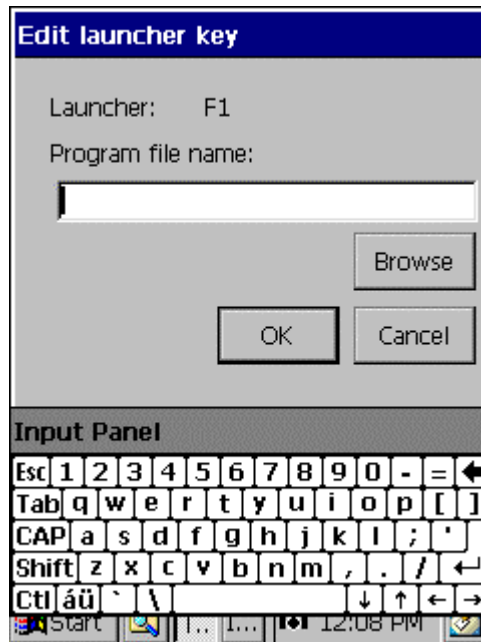 Edit launcher key
Launcher: F1
Program file name:
Browse
OK Cancel
Input Panel
Esc 1 2 3 4 5 6 7 8 9 0 - =
Tab q w e r t y u i o p [ ]
CAP a s d f g h j k l ; '
Shift z x c v b n m , . /
Ctl áü ` \ ↓ ↑ ← →
Start 12:08 PM